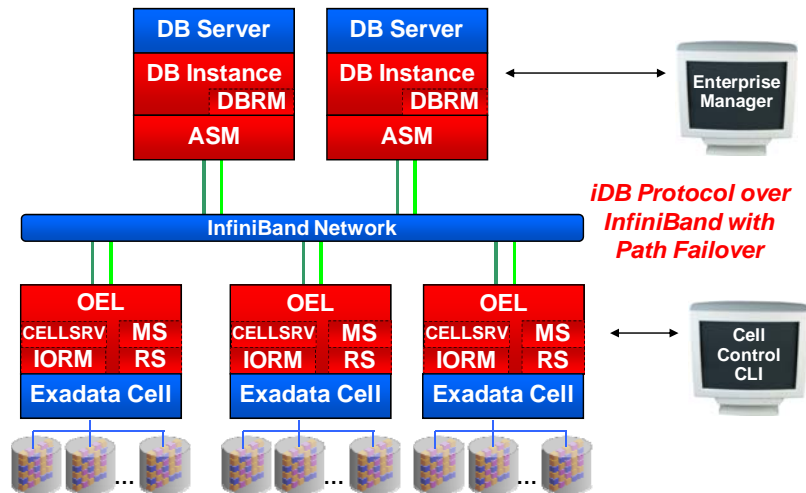 DB Server
DB Instance
DBRM
ASM
DB Server
DB Instance
DBRM
ASM
Enterprise
Manager
iDB Protocol over
InfiniBand with
Path Failover
InfiniBand Network
OEL
CELLSRV MS
IORM RS
Exadata Cell
OEL
CELLSRV MS
IORM RS
Exadata Cell
OEL
CELLSRV MS
IORM RS
Exadata Cell
Cell
Control
CLI
...
...
...